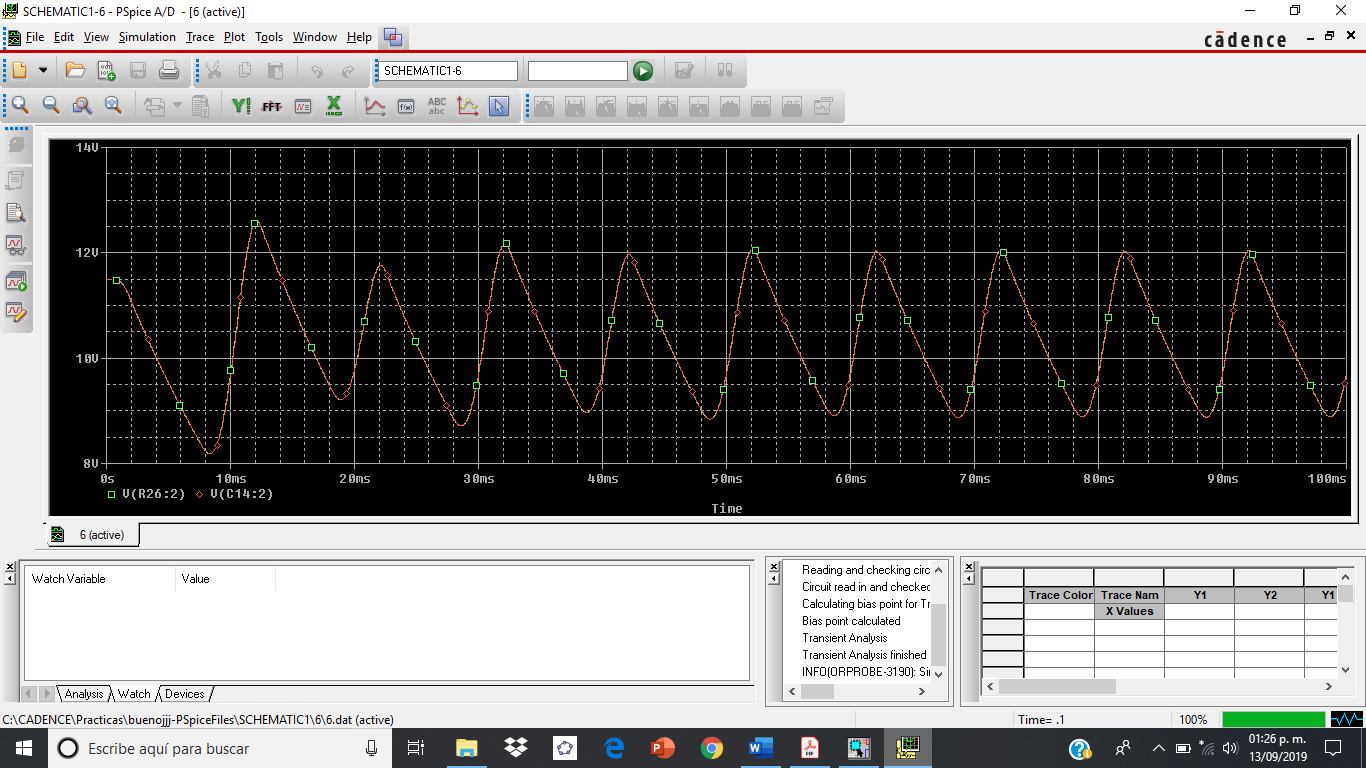 SCHEMATIC1-6 - PSpice A/D - [6 (active)]
File Edit View Simulation Trace Plot Tools Window Help
cādence
SCHEMATIC1-6
Y! FFT
f(x) ABC
abc
14V
12V
10V
8V
0s 10ms 20ms 30ms 40ms 50ms 60ms 70ms 80ms 90ms 100ms
V(R26:2) V(C14:2)
Time
6 (active)
Watch Variable Value
Analysis Watch Devices
Reading and checking circ
Circuit read in and checked
Calculating bias point for Tr
Bias point calculated
Transient Analysis
Transient Analysis finished
INFO(ORPROBE-3190): Si
Trace Color Trace Nam Y1 Y2 Y1
X Values
C:\CADENCE\Practicas\buenojjj-PSpiceFiles\SCHEMATIC1\6\6.dat (active)
Time= .1 100%
Escribe aquí para buscar
01:26 p. m.
13/09/2019